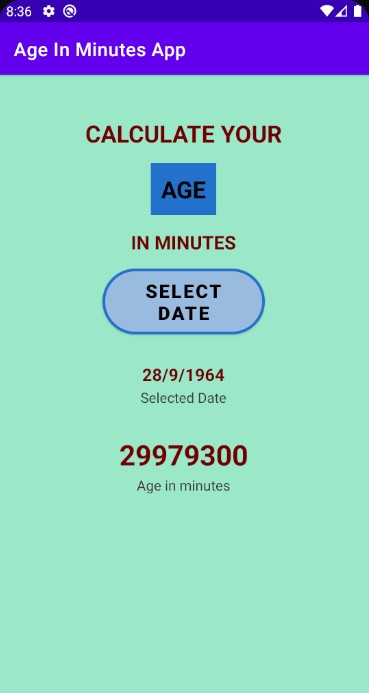 8:36
Age In Minutes App
CALCULATE YOUR
AGE
IN MINUTES
SELECT
DATE
28/9/1964
Selected Date
29979300
Age in minutes